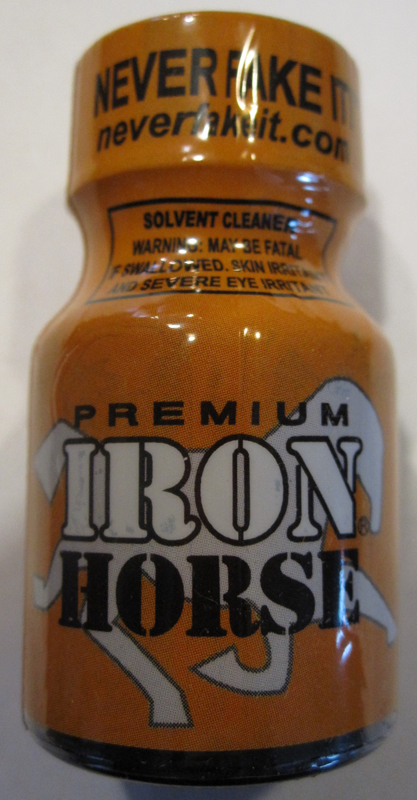 NEVER FAKE IT!
neverfakeit.com
SOLVENT CLEANER
WARNING: MAY BE FATAL
IF SWALLOWED. SKIN IRRITANT
AND SEVERE EYE IRRITANT
PREMIUM
IRON®
HORSE